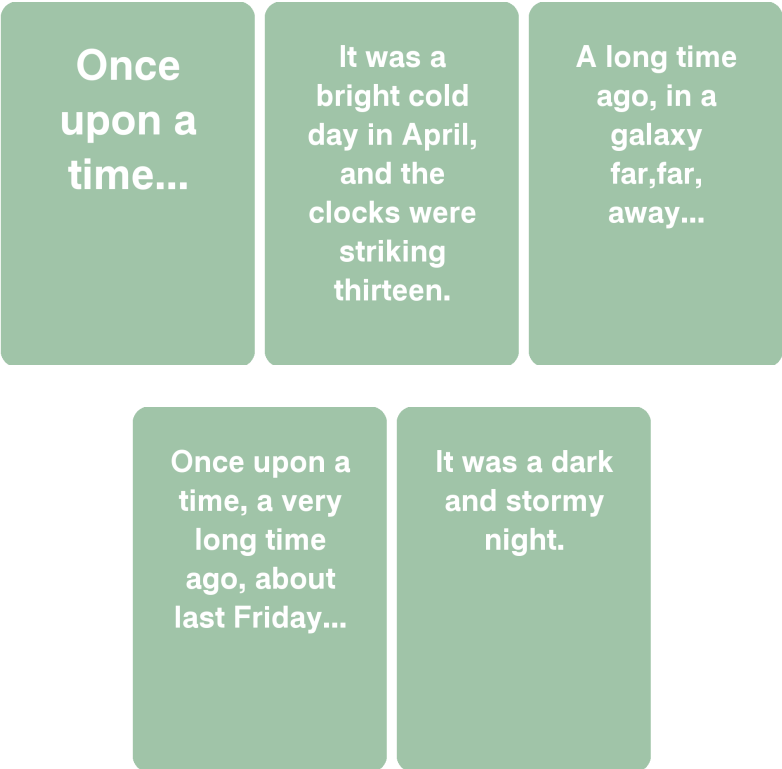 Once
upon a
time...
It was a
bright cold
day in April,
and the
clocks were
striking
thirteen.
A long time
ago, in a
galaxy
far,far,
away...
Once upon a
time, a very
long time
ago, about
last Friday...
It was a dark
and stormy
night.